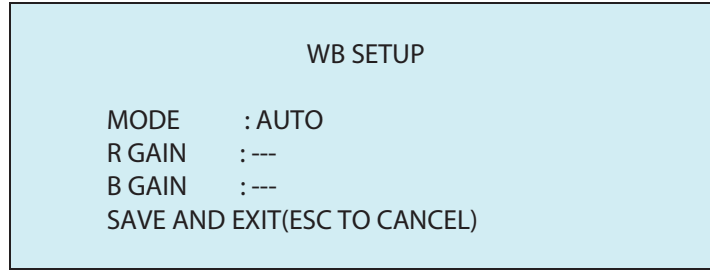 WB SETUP
MODE : AUTO
R GAIN : ---
B GAIN : ---
SAVE AND EXIT(ESC TO CANCEL)